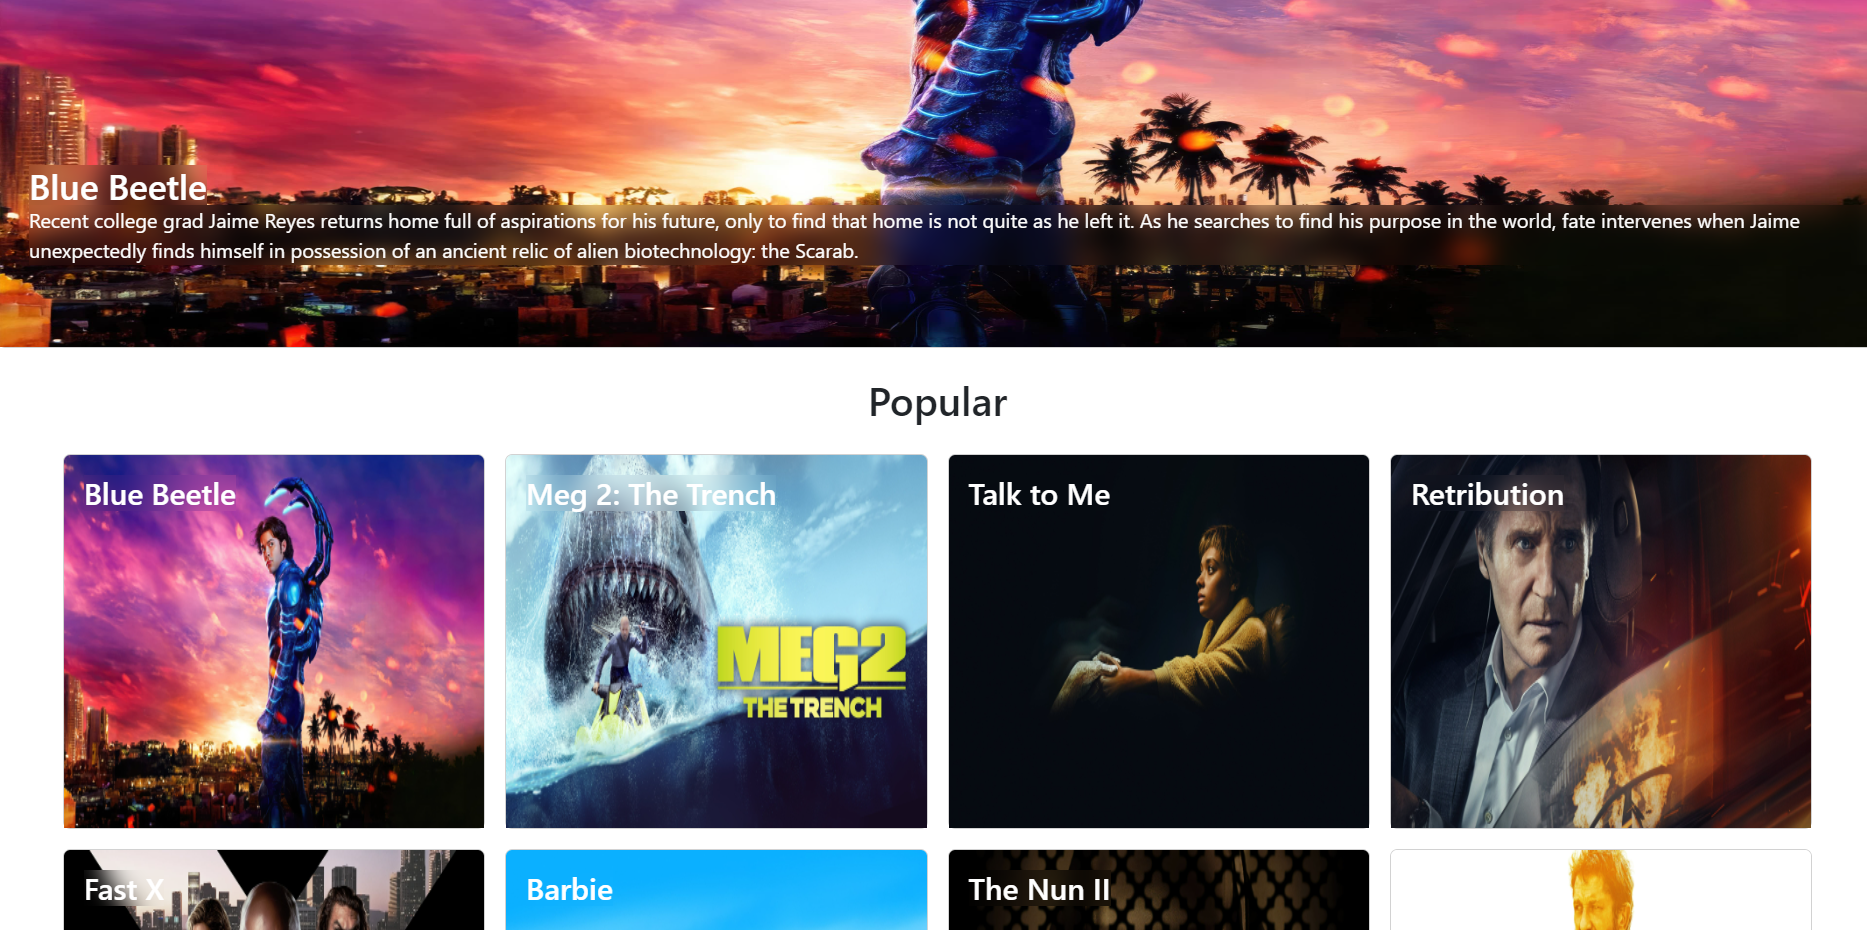 Blue Beetle
Recent college grad Jaime Reyes returns home full of aspirations for his future, only to find that home is not quite as he left it. As he searches to find his purpose in the world, fate intervenes when Jaime
unexpectedly finds himself in possession of an ancient relic of alien biotechnology: the Scarab.
Popular
Blue Beetle
Meg 2: The Trench
MEG2
THE TRENCH
Talk to Me
Retribution
Fast X
Barbie
The Nun II